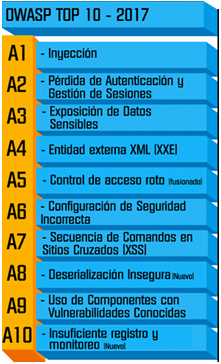 OWASP TOP 10 - 2017
A1 - Inyección
A2 - Pérdida de Autenticación y
Gestión de Sesiones
A3 - Exposición de Datos
Sensibles
A4 - Entidad externa XML (XXE)
A5 - Control de acceso roto (fusionado)
A6 - Configuración de Seguridad
Incorrecta
A7 - Secuencia de Comandos en
Sitios Cruzados (XSS)
A8 - Deserialización Insegura (Nuevo)
A9 - Uso de Componentes con
Vulnerabilidades Conocidas
A10 - Insuficiente registro y
monitoreo (Nuevo)